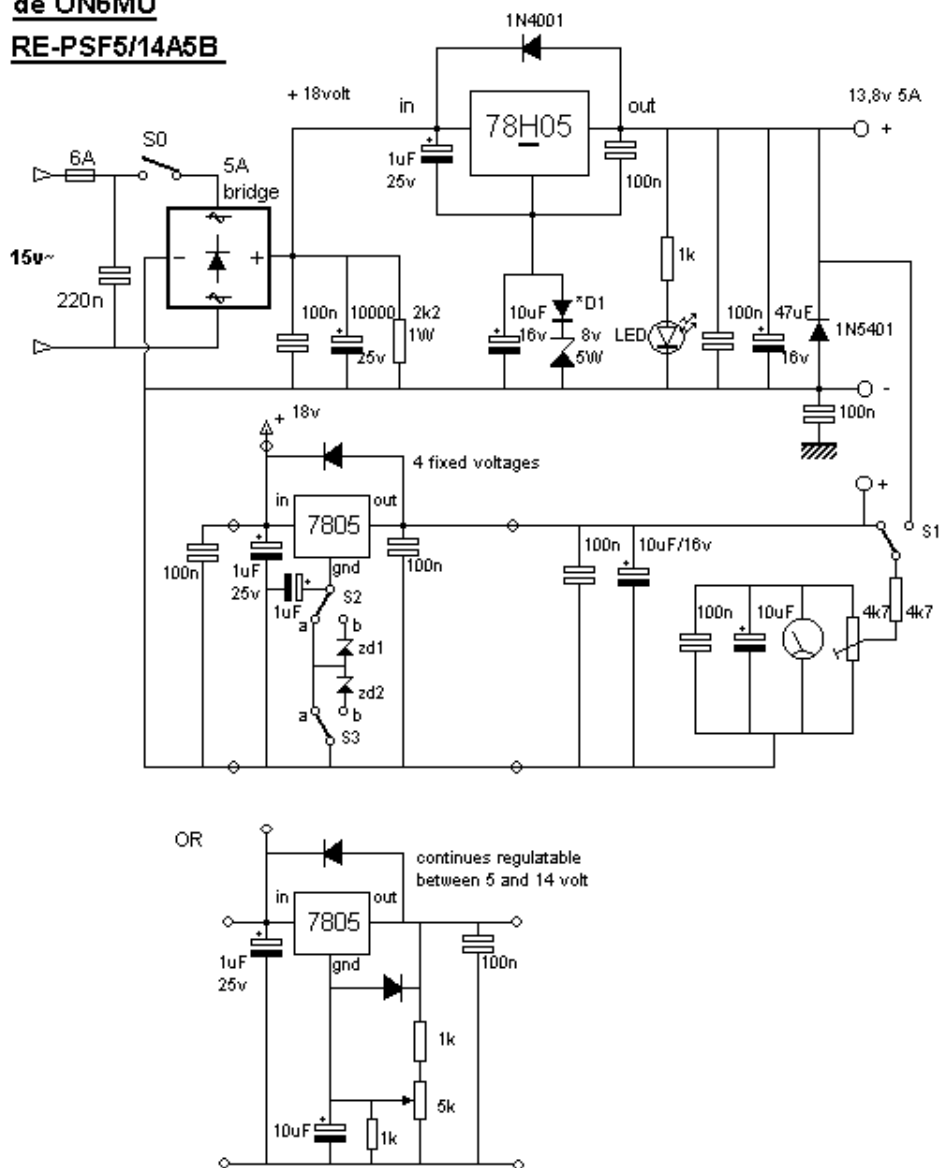 de ON6MU
RE-PSF5/14A5B
1N4001
+ 18volt
in
out
13,8v 5A
78H05
+
6A
S0
5A
bridge
+
1uF
25v
100n
15v~
-
+
220n
100n
10000
+
25v
2k2
1W
10uF
+
16v
*D1
8v
5W
1k
LED
100n
47uF
+
16v
1N5401
-
100n
+ 18v
4 fixed voltages
in
out
7805
gnd
+
S1
100n
+
1uF
25v
+
1uF
S2
100n
a
b
zd1
zd2
a
b
S3
100n
10uF/16v
+
100n
10uF
+
4k7
4k7
OR
continues regulatable
between 5 and 14 volt
in
out
7805
gnd
+
1uF
25v
100n
1k
5k
+
10uF
1k